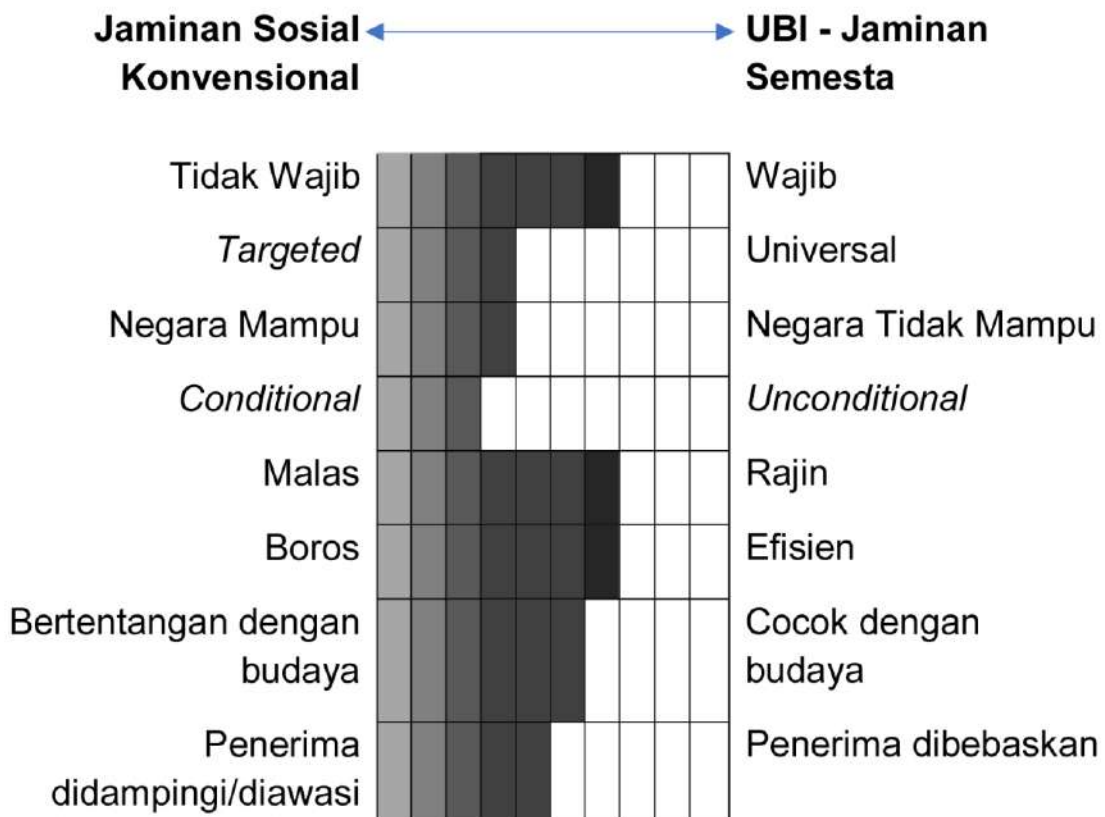 Jaminan Sosial
Konvensional
UBI - Jaminan
Semesta
Tidak Wajib
Wajib
Targeted
Universal
Negara Mampu
Negara Tidak Mampu
Conditional
Unconditional
Malas
Rajin
Boros
Efisien
Bertentangan dengan
budaya
Cocok dengan
budaya
Penerima
didampingi/diawasi
Penerima dibebaskan